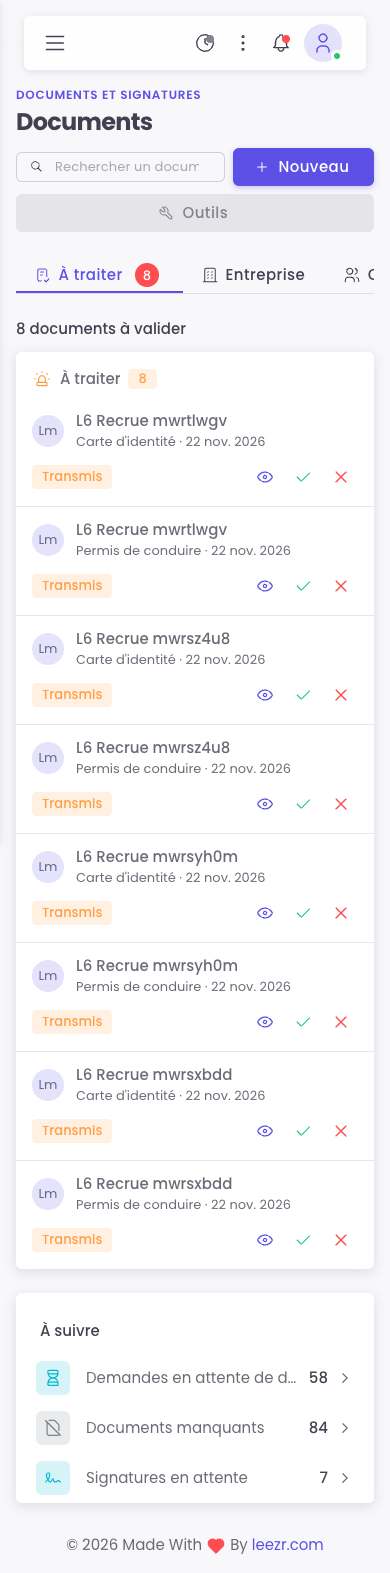 DOCUMENTS ET SIGNATURES
Documents
Rechercher un docum
Nouveau
Outils
À traiter 8 Entreprise
8 documents à valider
À traiter 8
Lm L6 Recrue mwrtlwgv
Carte d'identité · 22 nov. 2026
Transmis
Lm L6 Recrue mwrtlwgv
Permis de conduire · 22 nov. 2026
Transmis
Lm L6 Recrue mwrsz4u8
Carte d'identité · 22 nov. 2026
Transmis
Lm L6 Recrue mwrsz4u8
Permis de conduire · 22 nov. 2026
Transmis
Lm L6 Recrue mwrsyh0m
Carte d'identité · 22 nov. 2026
Transmis
Lm L6 Recrue mwrsyh0m
Permis de conduire · 22 nov. 2026
Transmis
Lm L6 Recrue mwrsxbdd
Carte d'identité · 22 nov. 2026
Transmis
Lm L6 Recrue mwrsxbdd
Permis de conduire · 22 nov. 2026
Transmis
À suivre
Demandes en attente de d... 58
Documents manquants 84
Signatures en attente 7
© 2026 Made With ❤ By leezr.com